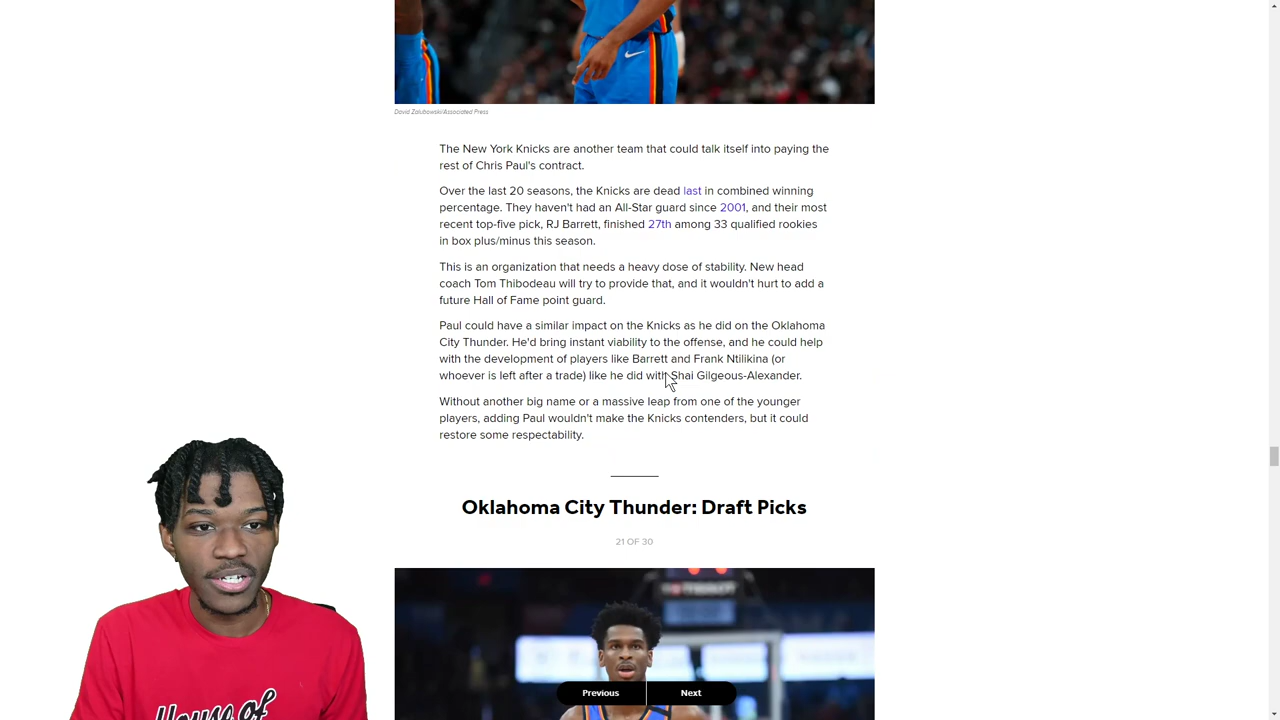 David Zalubowski/Associated Press
The New York Knicks are another team that could talk itself into paying the
rest of Chris Paul's contract.
Over the last 20 seasons, the Knicks are dead last in combined winning
percentage. They haven't had an All-Star guard since 2001, and their most
recent top-five pick, RJ Barrett, finished 27th among 33 qualified rookies
in box plus/minus this season.
This is an organization that needs a heavy dose of stability. New head
coach Tom Thibodeau will try to provide that, and it wouldn't hurt to add a
future Hall of Fame point guard.
Paul could have a similar impact on the Knicks as he did on the Oklahoma
City Thunder. He'd bring instant viability to the offense, and he could help
with the development of players like Barrett and Frank Ntilikina (or
whoever is left after a trade) like he did with Shai Gilgeous-Alexander.
Without another big name or a massive leap from one of the younger
players, adding Paul wouldn't make the Knicks contenders, but it could
restore some respectability.
Oklahoma City Thunder: Draft Picks
21 OF 30
TISSOT
Previous
Next
House of